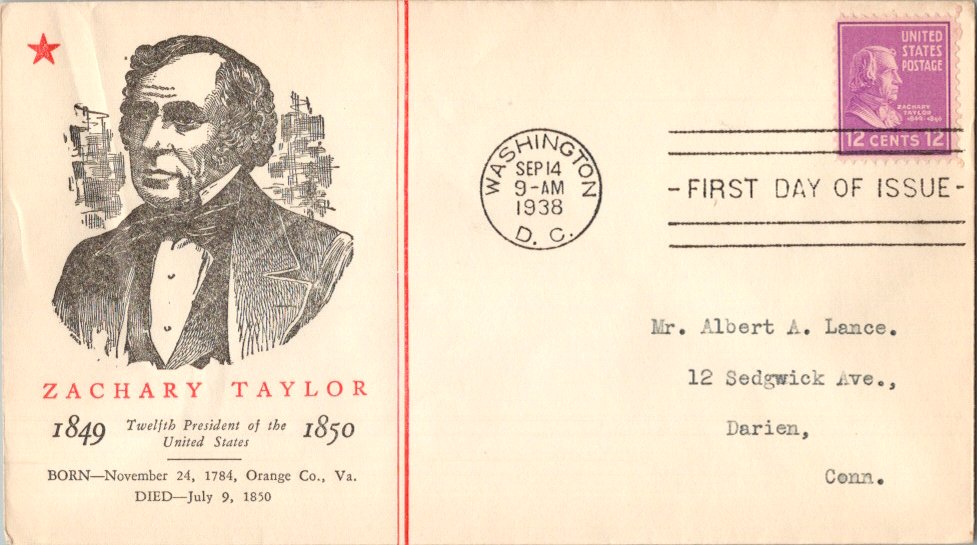 ZACHARY TAYLOR
1849 Twelfth President of the 1850
United States
BORN—November 24, 1784, Orange Co., Va.
DIED—July 9, 1850
UNITED
STATES
POSTAGE
ZACHARY
TAYLOR
1849-1850
12 CENTS 12
WASHINGTON
SEP 14
9-AM
1938
D. C.
-FIRST DAY OF ISSUE-
Mr. Albert A. Lance.
12 Sedgwick Ave.,
Darien,
Conn.